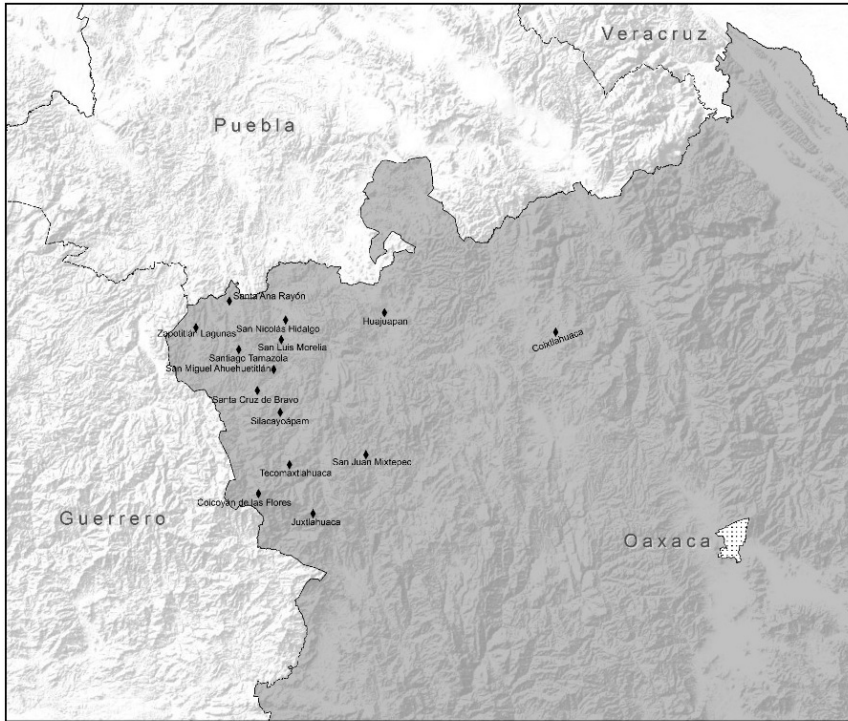 Veracruz
Puebla
Santa Ana Rayón
Huajuapan
San Nicolás Hidalgo
Zapotitlán Lagunas
Coixtlahuaca
San Luis Morelia
Santiago Tamazola
San Miguel Ahuehuetitlán
Santa Cruz de Bravo
Silacayoápam
San Juan Mixtepec
Tecomaxtlahuaca
Coicoyán de las Flores
Guerrero
Juxtlahuaca
Oaxaca